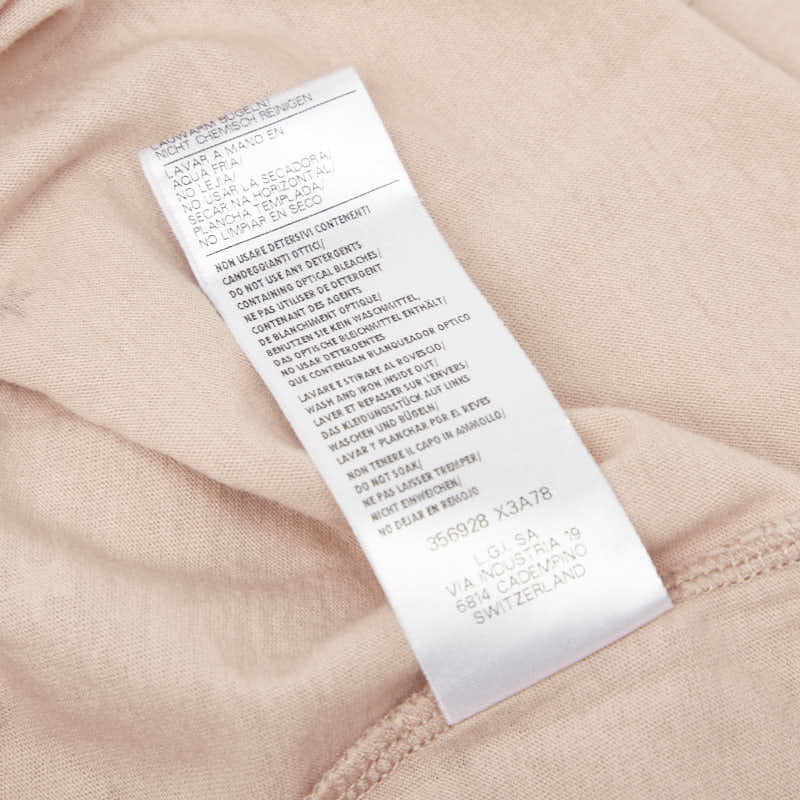 LAUWARM BÜGELN/
NICHT CHEMISCH REINIGEN
LAVAR A MANO EN
AQUA FRIA/
NO LEJIA/
NO USAR LA SECADORA/
SECAR NA HORIZONTAL/
PLANCHA TEMPLADA/
NO LIMPIAR EN SECO
NON USARE DETERSIVI CONTENENTI
CANDEGGIANTI OTTICI/
DO NOT USE ANY DETERGENTS
CONTAINING OPTICAL BLEACHES/
NE PAS UTILISER DE DETERGENT
CONTENANT DES AGENTS
DE BLANCHIMENT OPTIQUE/
BENUTZEN SIE KEIN WASCHMITTEL,
DAS OPTISCHE BLEICHMITTEL ENTHÄLT/
NO USAR DETERGENTES
QUE CONTENGAN BLANQUEADOR OPTICO
LAVARE E STIRARE AL ROVESCIO/
WASH AND IRON INSIDE OUT/
LAVER ET REPASSER SUR L'ENVERS/
DAS KLEIDUNGSSTÜCK AUF LINKS
WASCHEN UND BÜGELN/
LAVAR Y PLANCHAR POR EL REVES
NON TENERE IL CAPO IN AMMOLLO/
DO NOT SOAK/
NE PAS LAISSER TREMPER/
NICHT EINWEICHEN/
NO DEJAR EN REMOJO
356928 X3A78
L.G.I. SA
VIA INDUSTRIA 19
6814 CADEMPINO
SWITZERLAND